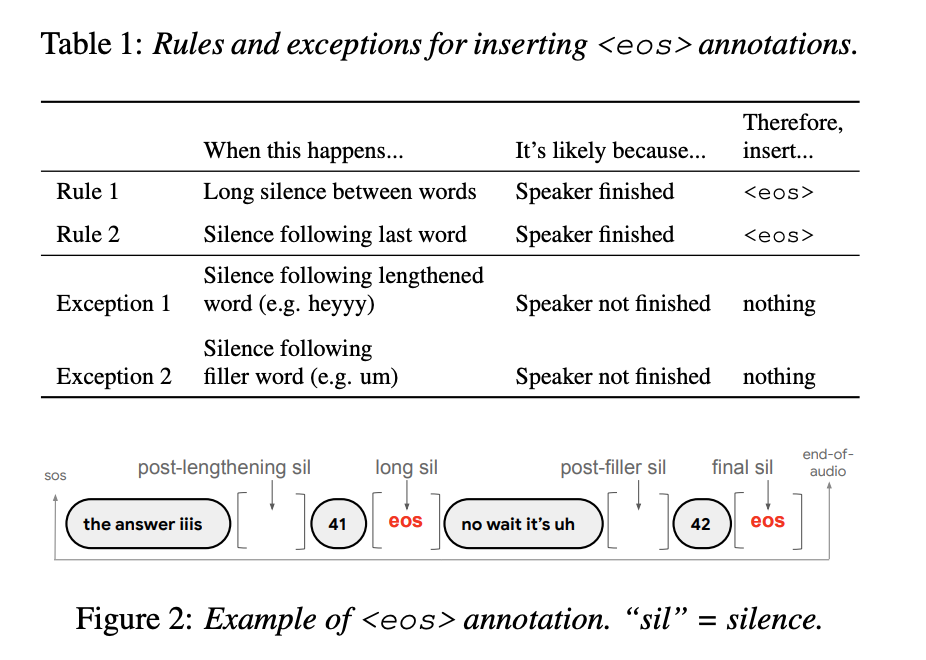 Table 1: Rules and exceptions for inserting <eos> annotations.
When this happens... It's likely because... Therefore, insert...
Rule 1 Long silence between words Speaker finished <eos>
Rule 2 Silence following last word Speaker finished <eos>
Exception 1 Silence following lengthened word (e.g. heyyy) Speaker not finished nothing
Exception 2 Silence following filler word (e.g. um) Speaker not finished nothing
sos post-lengthening sil long sil post-filler sil final sil end-of-audio
the answer iiis 41 eos no wait it's uh 42 eos
Figure 2: Example of <eos> annotation. “sil” = silence.